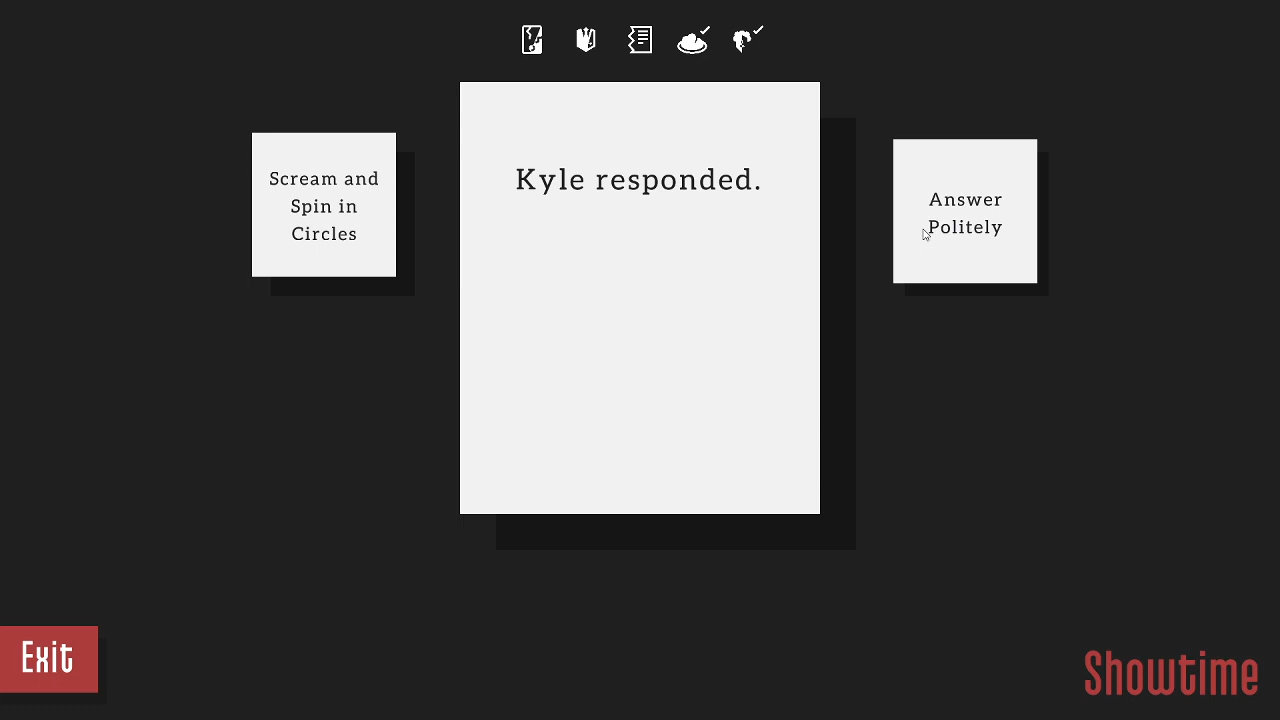 Kyle responded.
Scream and
Spin in
Circles
Answer
Politely
Exit
Showtime